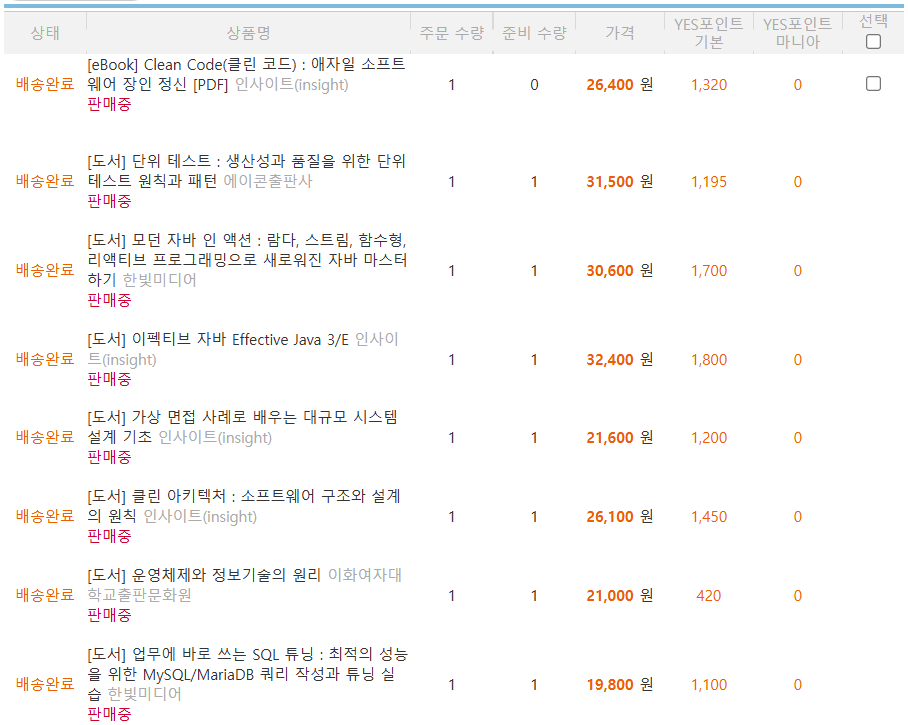 상태 상품명 주문 수량 준비 수량 가격 YES포인트 기본 YES포인트 마니아 선택
[eBook] Clean Code(클린 코드) : 애자일 소프트
웨어 장인 정신 [PDF] 인사이트(insight)
판매중
배송완료 1 0 26,400 원 1,320 0
[도서] 단위 테스트 : 생산성과 품질을 위한 단위
테스트 원칙과 패턴 에이콘출판사
판매중
배송완료 1 1 31,500 원 1,195 0
[도서] 모던 자바 인 액션 : 람다, 스트림, 함수형,
리액티브 프로그래밍으로 새로워진 자바 마스터
하기 한빛미디어
판매중
배송완료 1 1 30,600 원 1,700 0
[도서] 이펙티브 자바 Effective Java 3/E 인사이
트(insight)
판매중
배송완료 1 1 32,400 원 1,800 0
[도서] 가상 면접 사례로 배우는 대규모 시스템
설계 기초 인사이트(insight)
판매중
배송완료 1 1 21,600 원 1,200 0
[도서] 클린 아키텍처 : 소프트웨어 구조와 설계
의 원칙 인사이트(insight)
판매중
배송완료 1 1 26,100 원 1,450 0
[도서] 운영체제와 정보기술의 원리 이화여자대
학교출판문화원
판매중
배송완료 1 1 21,000 원 420 0
[도서] 업무에 바로 쓰는 SQL 튜닝 : 최적의 성능
을 위한 MySQL/MariaDB 쿼리 작성과 튜닝 실
습 한빛미디어
판매중
배송완료 1 1 19,800 원 1,100 0